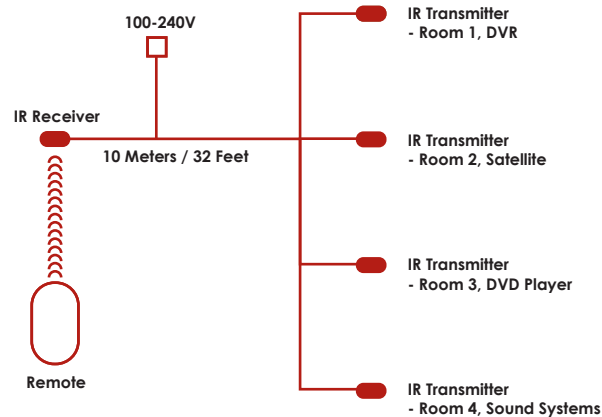 100-240V
IR Receiver
10 Meters / 32 Feet
Remote
IR Transmitter
- Room 1, DVR
IR Transmitter
- Room 2, Satellite
IR Transmitter
- Room 3, DVD Player
IR Transmitter
- Room 4, Sound Systems